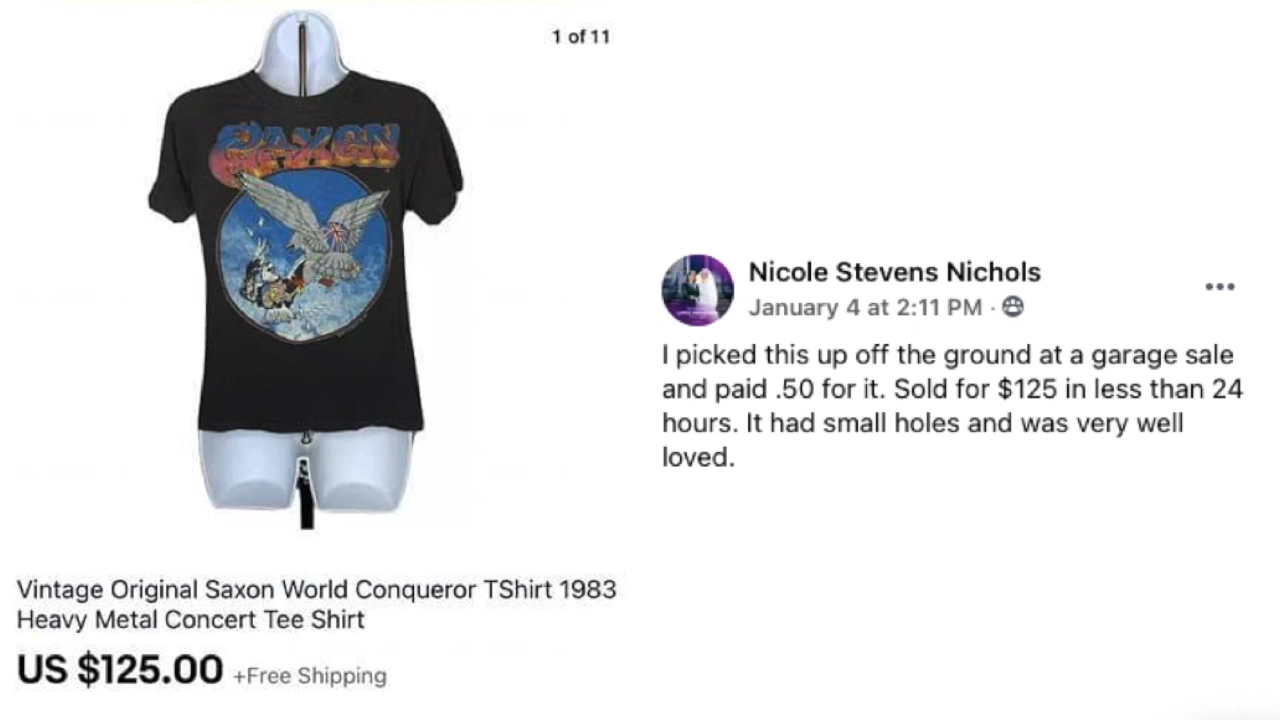 1 of 11
SAXON
Vintage Original Saxon World Conqueror TShirt 1983
Heavy Metal Concert Tee Shirt
US $125.00 +Free Shipping
Nicole Stevens Nichols
January 4 at 2:11 PM ·
I picked this up off the ground at a garage sale
and paid .50 for it. Sold for $125 in less than 24
hours. It had small holes and was very well
loved.